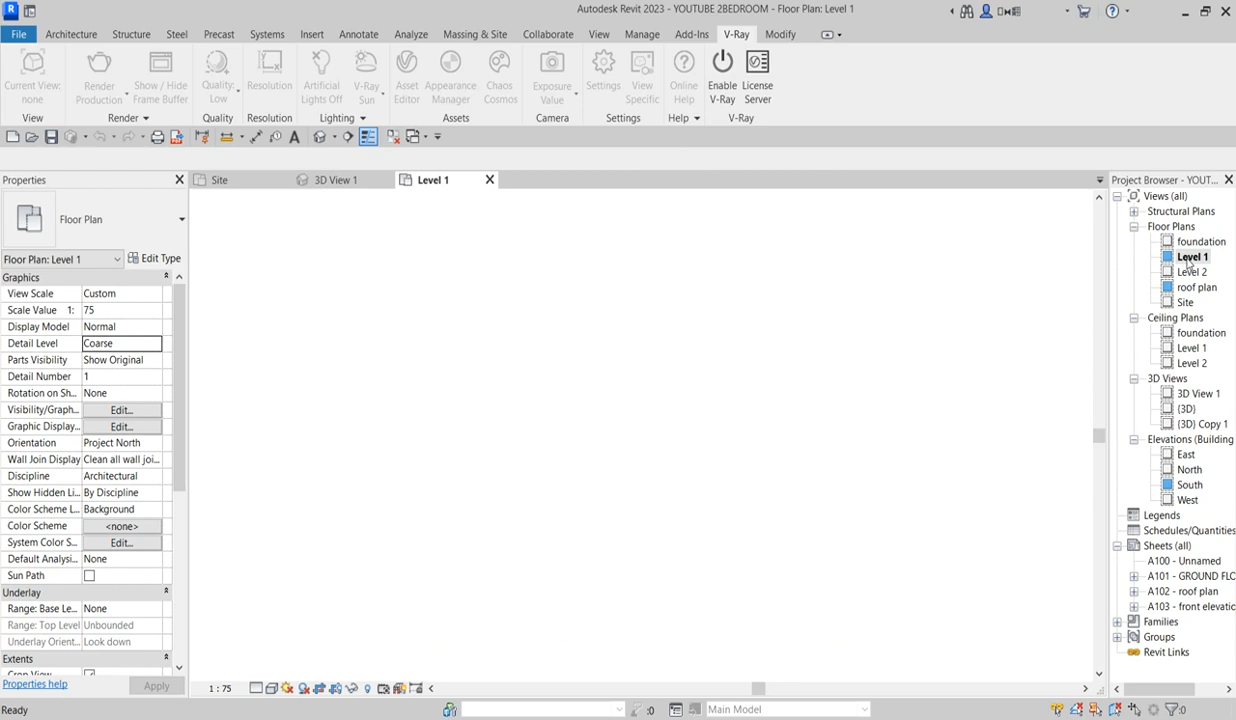 Autodesk Revit 2023 - YOUTUBE 2BEDROOM - Floor Plan: Level 1
File Architecture Structure Steel Precast Systems Insert Annotate Analyze Massing & Site Collaborate View Manage Add-Ins V-Ray Modify
Current View: none
Render Production
Show / Hide Frame Buffer
Quality: Low
Resolution
Artificial Lights Off
V-Ray Sun
Asset Editor
Appearance Manager
Chaos Cosmos
Exposure Value
Settings
View Specific
Online Help
Enable V-Ray
License Server
View Render Quality Resolution Lighting Assets Camera Settings Help V-Ray
Properties
Site
3D View 1
Level 1
Floor Plan
Floor Plan: Level 1
Edit Type
Graphics
View Scale Custom
Scale Value 1: 75
Display Model Normal
Detail Level Coarse
Parts Visibility Show Original
Detail Number 1
Rotation on Sh... None
Visibility/Graph... Edit...
Graphic Display... Edit...
Orientation Project North
Wall Join Display Clean all wall joi...
Discipline Architectural
Show Hidden Li... By Discipline
Color Scheme L... Background
Color Scheme <none>
System Color S... Edit...
Default Analysi... None
Sun Path
Underlay
Range: Base Le... None
Range: Top Level Unbounded
Underlay Orient... Look down
Extents
Crop View
Properties help
Apply
1 : 75
Ready
:0
Main Model
:0
Project Browser - YOUT...
Views (all)
Structural Plans
Floor Plans
foundation
Level 1
Level 2
roof plan
Site
Ceiling Plans
foundation
Level 1
Level 2
3D Views
3D View 1
{3D}
{3D} Copy 1
Elevations (Building
East
North
South
West
Legends
Schedules/Quantities
Sheets (all)
A100 - Unnamed
A101 - GROUND FLO
A102 - roof plan
A103 - front elevatio
Families
Groups
Revit Links